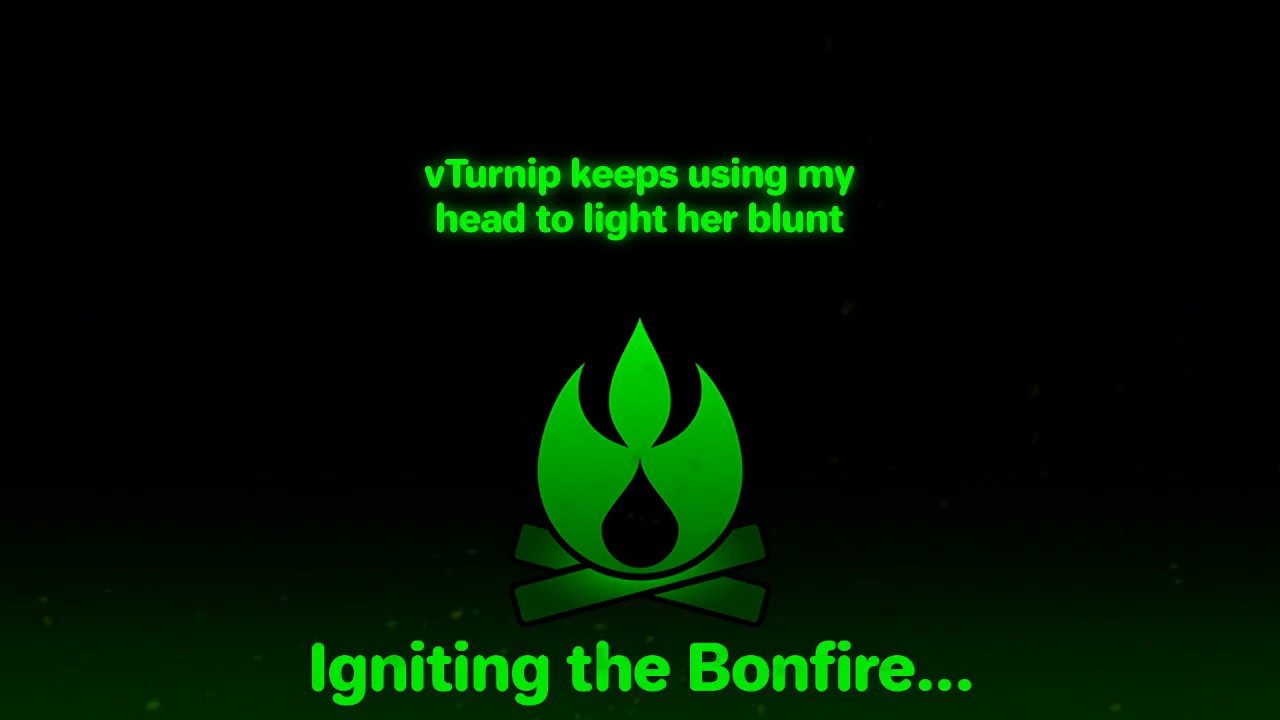 vTurnip keeps using my
head to light her blunt
Igniting the Bonfire...